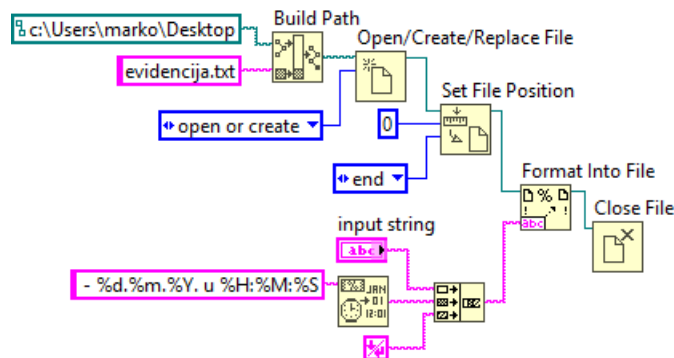 Build Path
c:\Users\marko\Desktop
Open/Create/Replace File
evidencija.txt
Set File Position
open or create
0
end
Format Into File
Close File
input string
abc
abc
- %d.%m.%Y. u %H:%M:%S
JAN
01
12:01